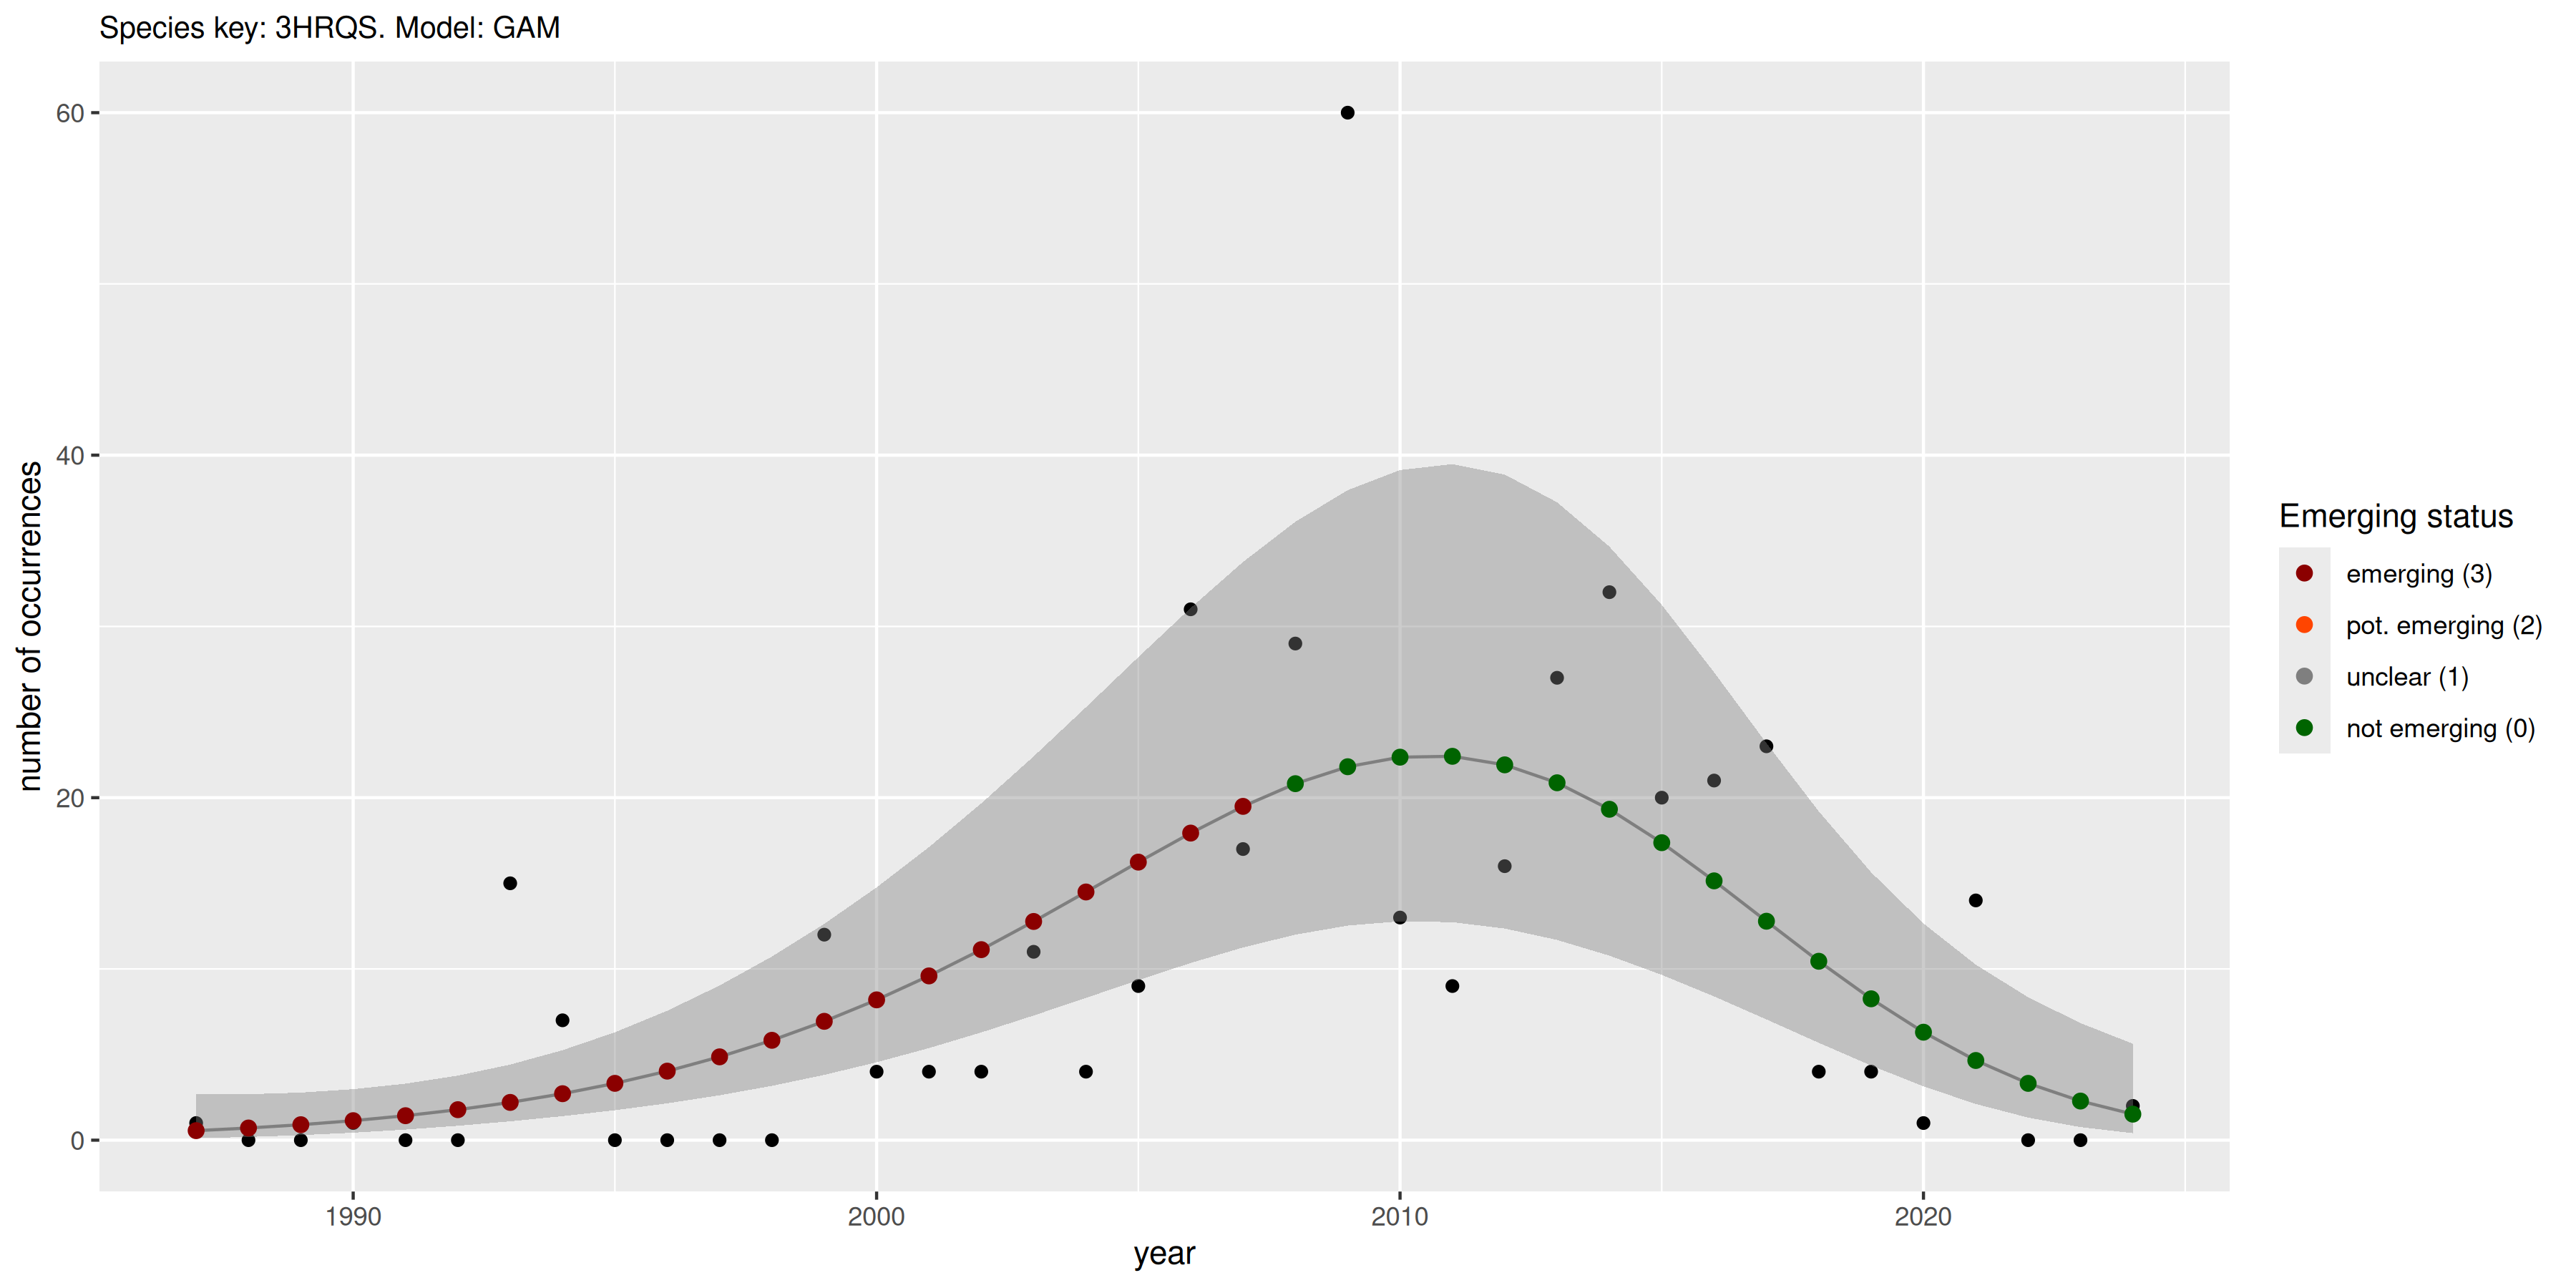 Species key: 3HRQS. Model: GAM
60
40
20
0
number of occurrences
1990 2000 2010 2020
year
Emerging status
emerging (3)
pot. emerging (2)
unclear (1)
not emerging (0)